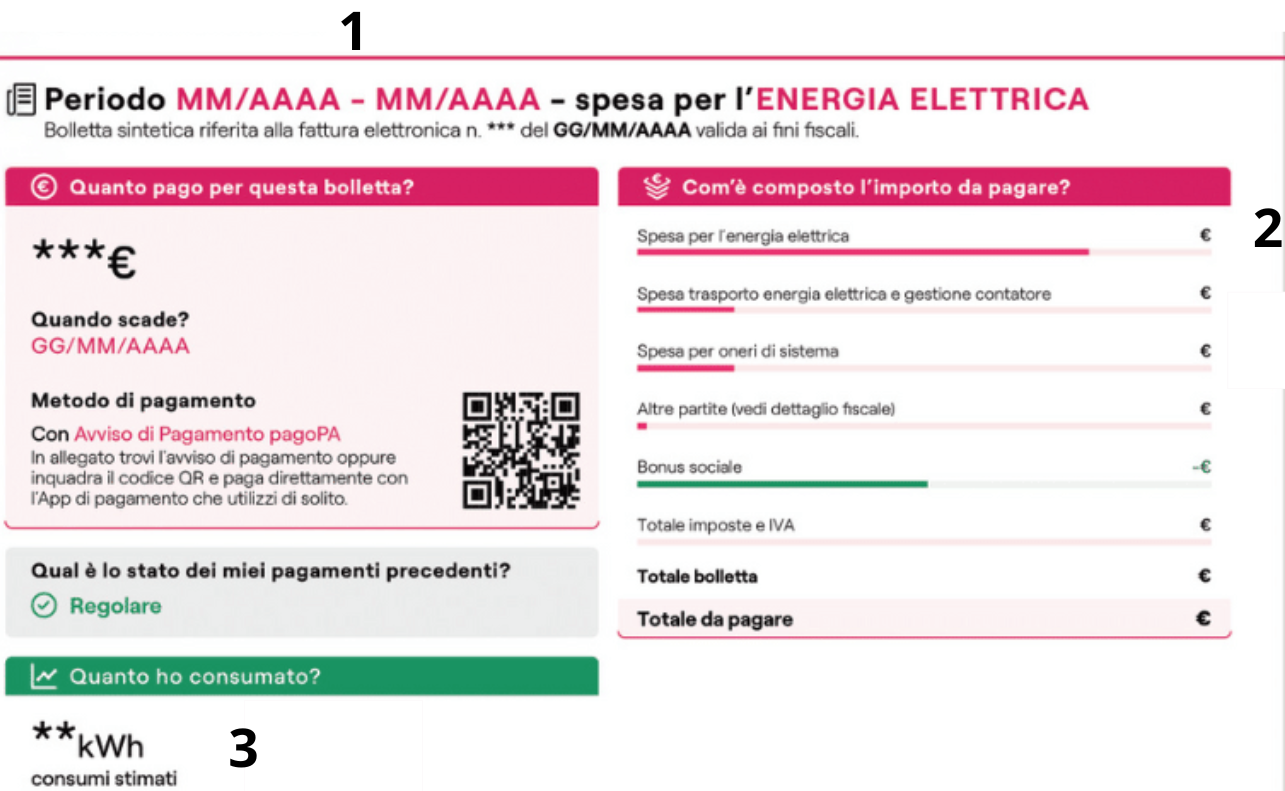 1
Periodo MM/AAAA - MM/AAAA - spesa per l'ENERGIA ELETTRICA
Bolletta sintetica riferita alla fattura elettronica n. *** del GG/MM/AAAA valida ai fini fiscali.
Quanto pago per questa bolletta?
***€
Quando scade?
GG/MM/AAAA
Metodo di pagamento
Con Avviso di Pagamento pagoPA
In allegato trovi l'avviso di pagamento oppure
inquadra il codice QR e paga direttamente con
l'App di pagamento che utilizzi di solito.
Qual è lo stato dei miei pagamenti precedenti?
Regolare
Quanto ho consumato?
**kWh
consumi stimati
3
Com'è composto l'importo da pagare?
2
Spesa per l'energia elettrica €
Spesa trasporto energia elettrica e gestione contatore €
Spesa per oneri di sistema €
Altre partite (vedi dettaglio fiscale) €
Bonus sociale -€
Totale imposte e IVA €
Totale bolletta €
Totale da pagare €